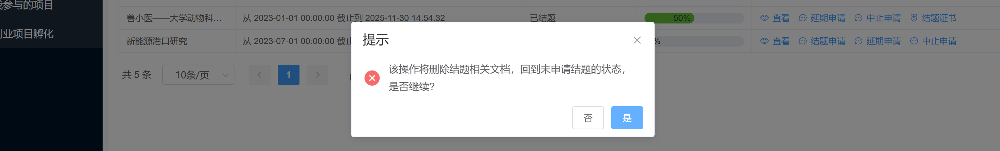 参与的项目
兽小医——大学动物科...
从 2023-01-01 00:00:00 截止到 2025-11-30 14:54:32
已结题
50%
查看 延期申请 中止申请 结题证书
业项目孵化
新能源港口研究
从 2023-07-01 00:00:00 截止
%
查看 结题申请 延期申请 中止申请
共 5 条
10条/页
1
提示
该操作将删除结题相关文档，回到未申请结题的状态，
是否继续?
否
是